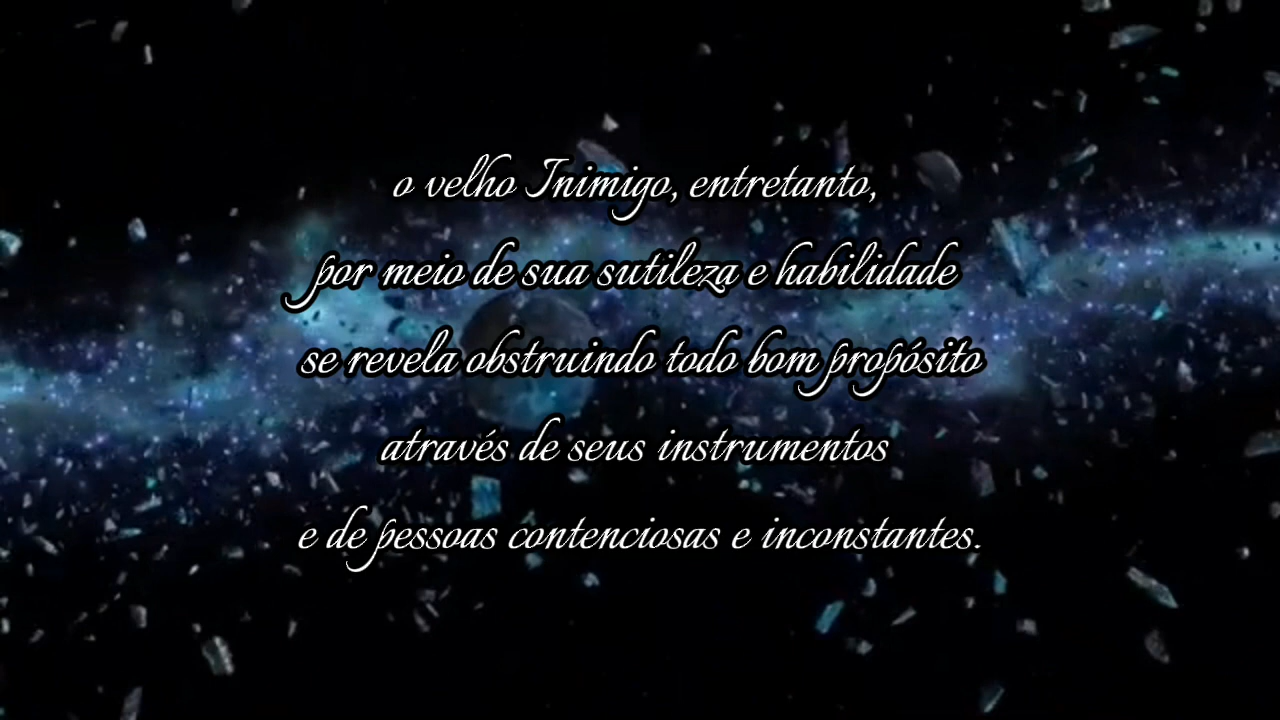 o velho Inimigo, entretanto,
por meio de sua sutileza e habilidade
se revela obstruindo todo bom propósito
através de seus instrumentos
e de pessoas contenciosas e inconstantes.